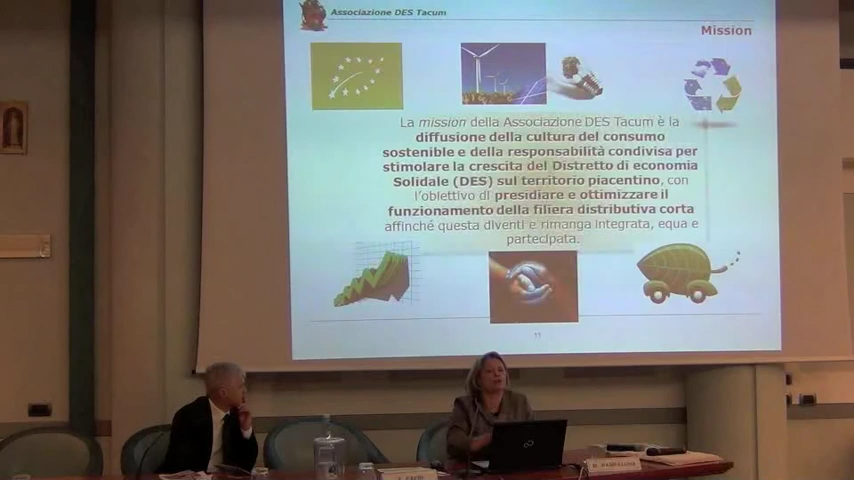 Associazione DES Tacum
Mission
La mission della Associazione DES Tacum è la
diffusione della cultura del consumo
sostenibile e della responsabilità condivisa per
stimolare la crescita del Distretto di economia
Solidale (DES) sul territorio piacentino, con
l'obiettivo di presidiare e ottimizzare il
funzionamento della filiera distributiva corta
affinché questa diventi e rimanga integrata, equa e
partecipata.
11